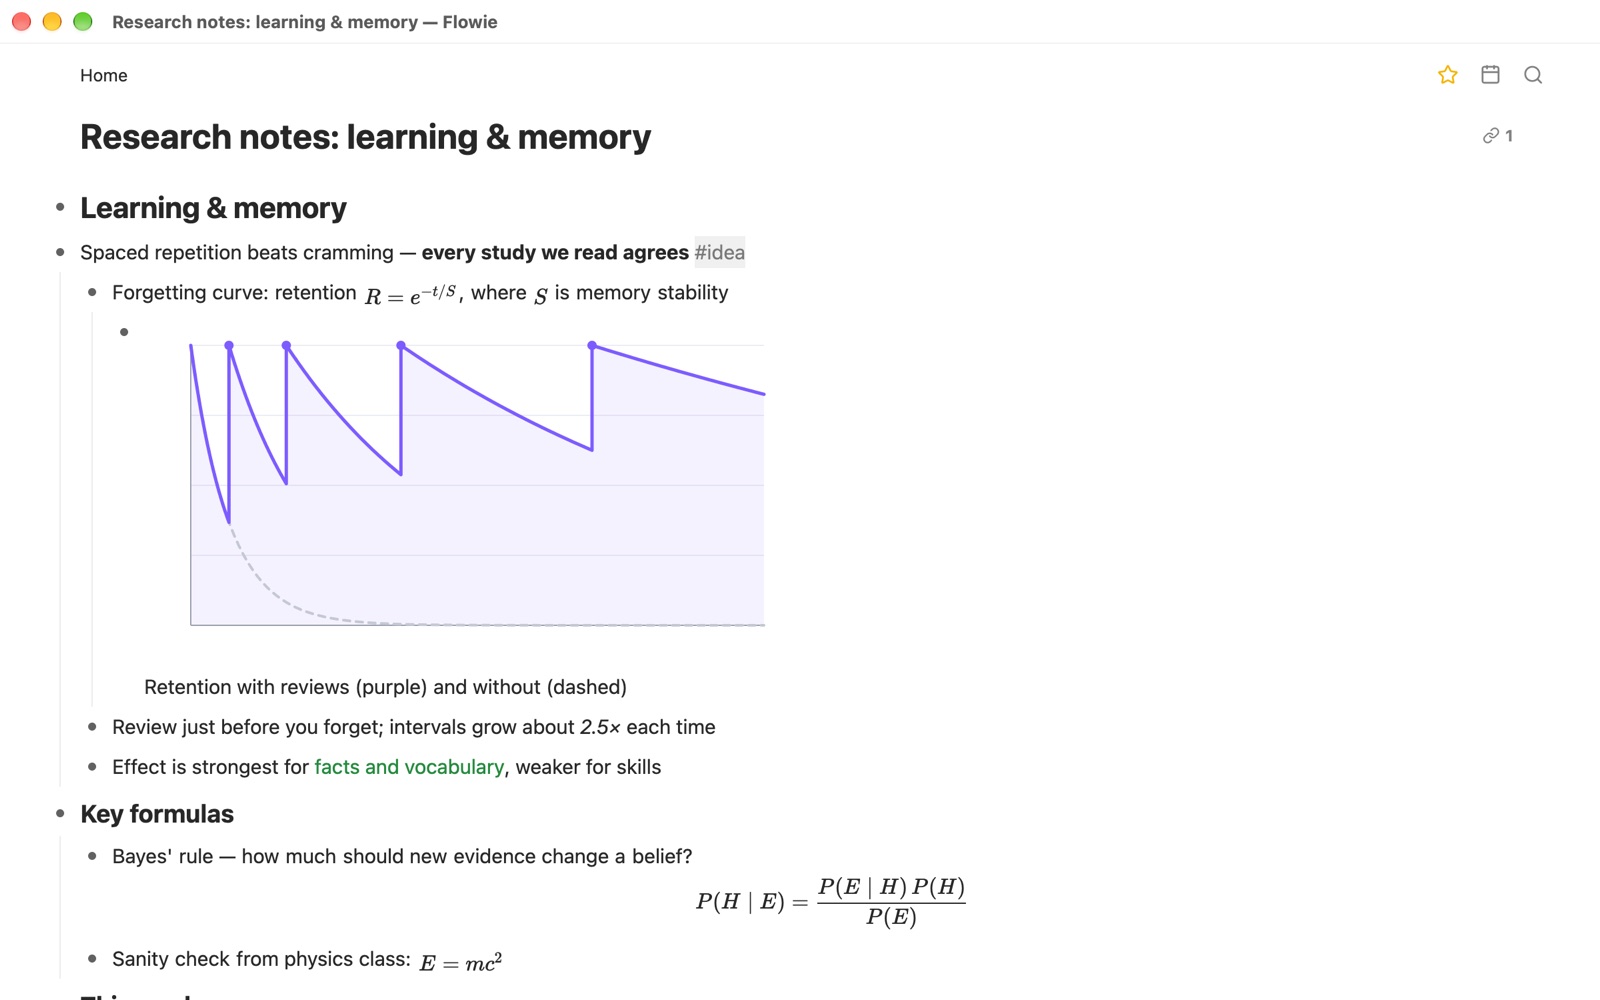 Research notes: learning & memory — Flowie
Home
Research notes: learning & memory
1
Learning & memory
Spaced repetition beats cramming — every study we read agrees #idea
Forgetting curve: retention R = e^{−t/S}, where S is memory stability
Retention with reviews (purple) and without (dashed)
Review just before you forget; intervals grow about 2.5× each time
Effect is strongest for facts and vocabulary, weaker for skills
Key formulas
Bayes' rule — how much should new evidence change a belief?
P(H | E) = P(E | H) P(H) / P(E)
Sanity check from physics class: E = mc²